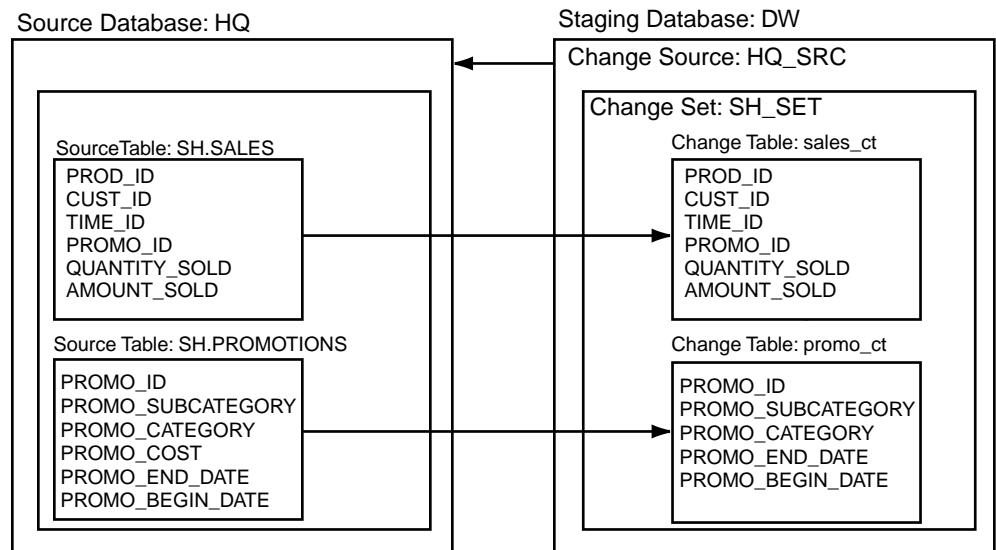 Source Database: HQ
SourceTable: SH.SALES
PROD_ID
CUST_ID
TIME_ID
PROMO_ID
QUANTITY_SOLD
AMOUNT_SOLD
Source Table: SH.PROMOTIONS
PROMO_ID
PROMO_SUBCATEGORY
PROMO_CATEGORY
PROMO_COST
PROMO_END_DATE
PROMO_BEGIN_DATE
Staging Database: DW
Change Source: HQ_SRC
Change Set: SH_SET
Change Table: sales_ct
PROD_ID
CUST_ID
TIME_ID
PROMO_ID
QUANTITY_SOLD
AMOUNT_SOLD
Change Table: promo_ct
PROMO_ID
PROMO_SUBCATEGORY
PROMO_CATEGORY
PROMO_END_DATE
PROMO_BEGIN_DATE